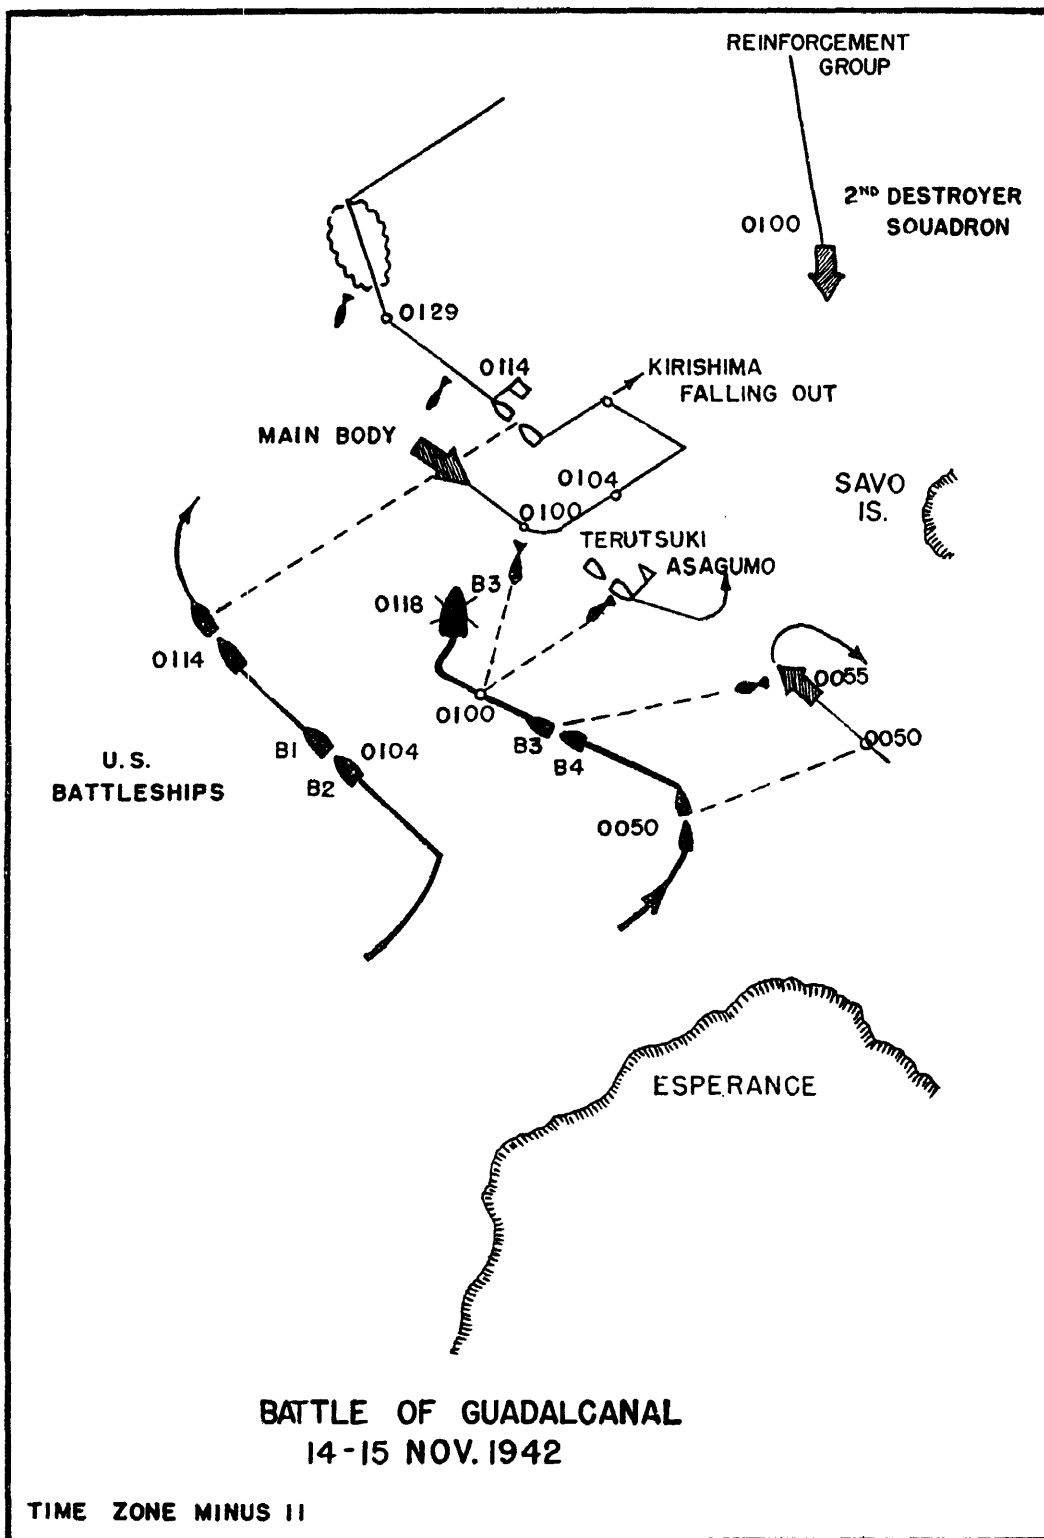 REINFORCEMENT
GROUP
2ND DESTROYER
SOUADRON
0100
0129
0114
KIRISHIMA
FALLING OUT
MAIN BODY
0104
0100
SAVO
IS.
TERUTSUKI
ASAGUMO
B3
0118
0114
0055
0100
0050
B3
B4
B1
0104
B2
U.S.
BATTLESHIPS
0050
ESPERANCE
BATTLE OF GUADALCANAL
14-15 NOV. 1942
TIME ZONE MINUS 11